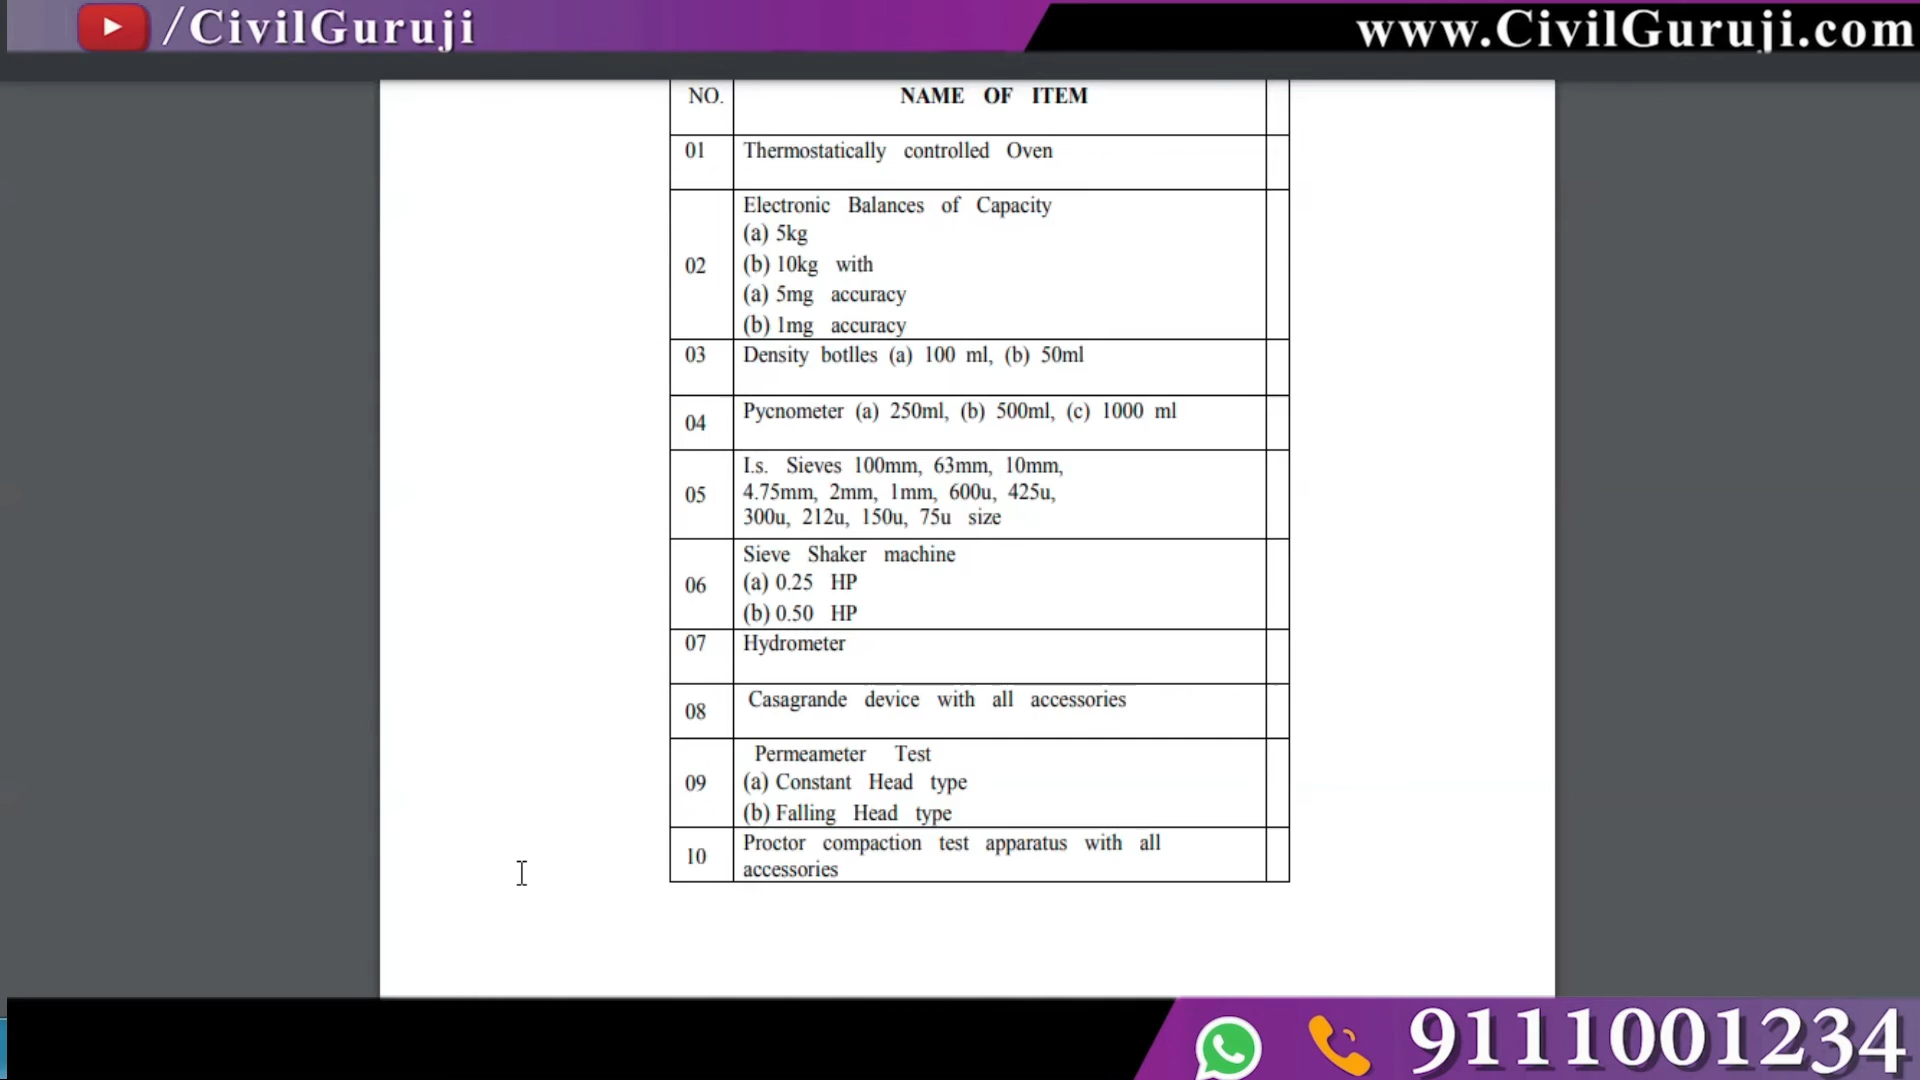 /CivilGuruji
www.CivilGuruji.com
NO. NAME OF ITEM
01 Thermostatically controlled Oven
02 Electronic Balances of Capacity
(a) 5kg
(b) 10kg with
(a) 5mg accuracy
(b) 1mg accuracy
03 Density botlles (a) 100 ml, (b) 50ml
04 Pycnometer (a) 250ml, (b) 500ml, (c) 1000 ml
05 I.s. Sieves 100mm, 63mm, 10mm,
4.75mm, 2mm, 1mm, 600u, 425u,
300u, 212u, 150u, 75u size
06 Sieve Shaker machine
(a) 0.25 HP
(b) 0.50 HP
07 Hydrometer
08 Casagrande device with all accessories
09 Permeameter Test
(a) Constant Head type
(b) Falling Head type
10 Proctor compaction test apparatus with all
accessories
9111001234